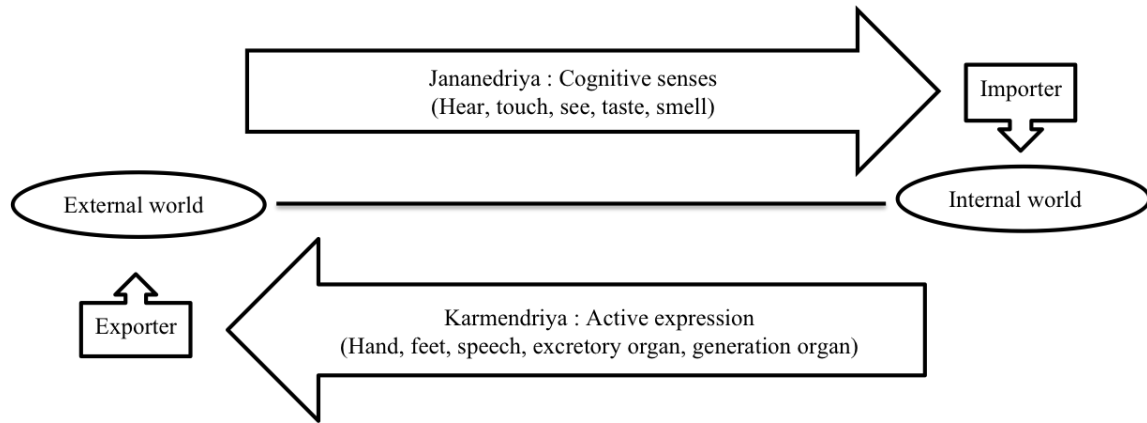 Jananedriya : Cognitive senses
(Hear, touch, see, taste, smell)
Importer
External world
Internal world
Exporter
Karmendriya : Active expression
(Hand, feet, speech, excretory organ, generation organ)